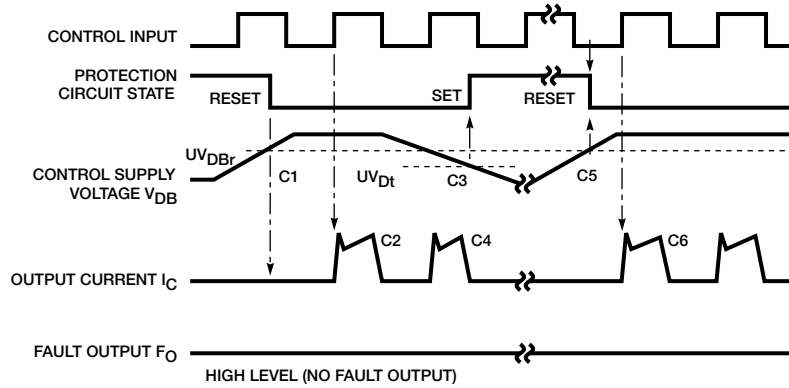 CONTROL INPUT
PROTECTION
CIRCUIT STATE
RESET
SET
RESET
UVDBr
CONTROL SUPPLY
VOLTAGE VDB
C1
UVDt
C3
C5
C2
C4
C6
OUTPUT CURRENT IC
FAULT OUTPUT FO
HIGH LEVEL (NO FAULT OUTPUT)